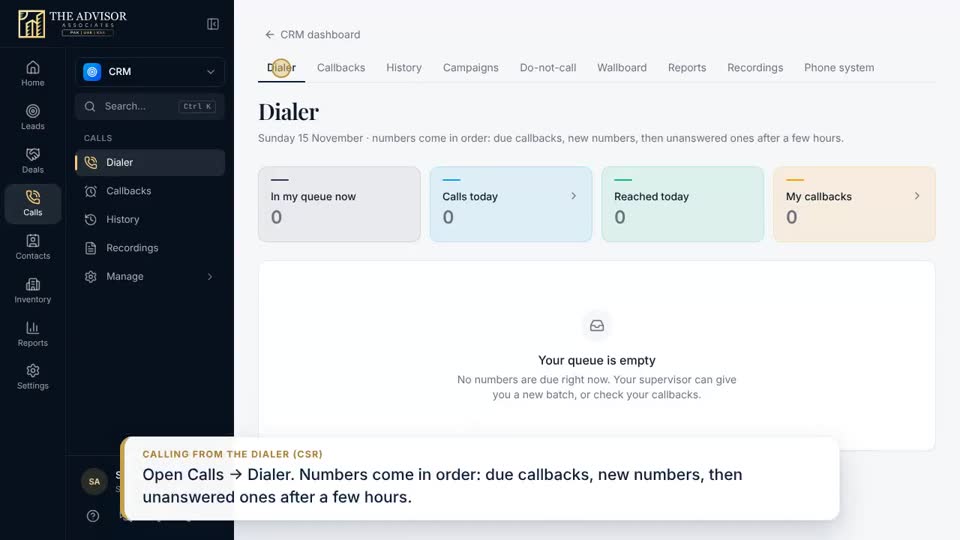 THE ADVISOR
ASSOCIATES
PAK | UAE | KSA
CRM
Search...
Ctrl K
Home
Leads
Deals
Calls
Contacts
Inventory
Reports
Settings
CALLS
Dialer
Callbacks
History
Recordings
Manage
SA
← CRM dashboard
Dialer
Callbacks
History
Campaigns
Do-not-call
Wallboard
Reports
Recordings
Phone system
Dialer
Sunday 15 November · numbers come in order: due callbacks, new numbers, then unanswered ones after a few hours.
In my queue now
0
Calls today
0
Reached today
0
My callbacks
0
Your queue is empty
No numbers are due right now. Your supervisor can give
you a new batch, or check your callbacks.
CALLING FROM THE DIALER (CSR)
Open Calls → Dialer. Numbers come in order: due callbacks, new numbers, then
unanswered ones after a few hours.